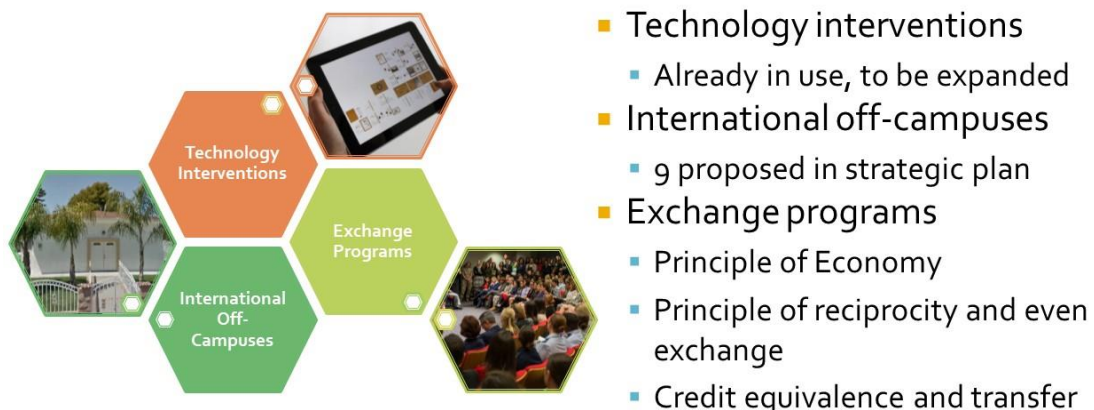 Technology
Interventions
Exchange
Programs
International
Off-
Campuses
Technology interventions
Already in use, to be expanded
International off-campuses
9 proposed in strategic plan
Exchange programs
Principle of Economy
Principle of reciprocity and even
exchange
Credit equivalence and transfer